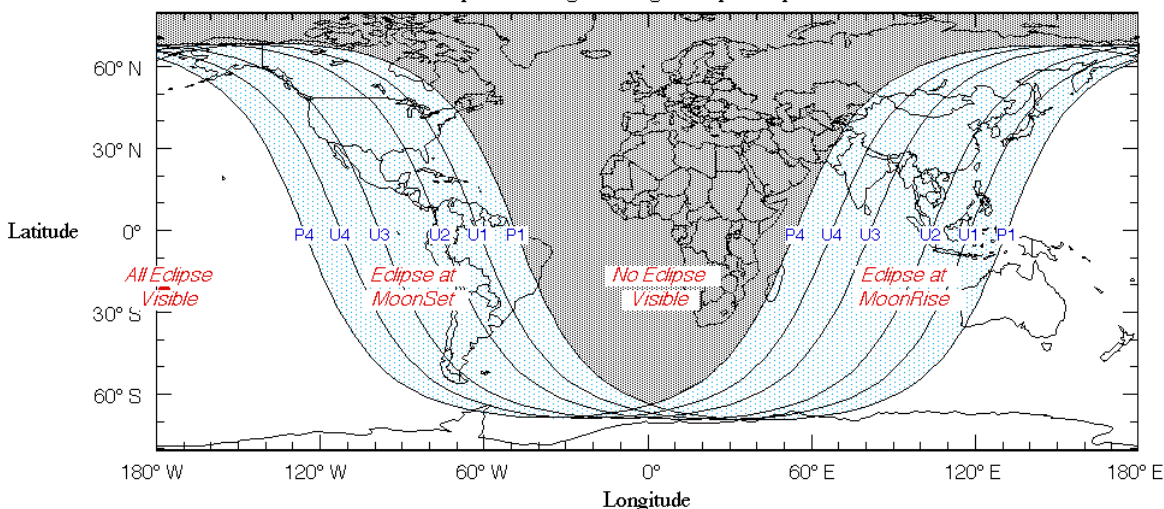 60° N
30° N
Latitude
0°
P4 U4 U3 U2 U1 P1 P4 U4 U3 U2 U1 P1
All Eclipse
Visible
Eclipse at
MoonSet
No Eclipse
Visible
Eclipse at
MoonRise
30° S
60° S
180° W 120° W 60° W 0° 60° E 120° E 180° E
Longitude